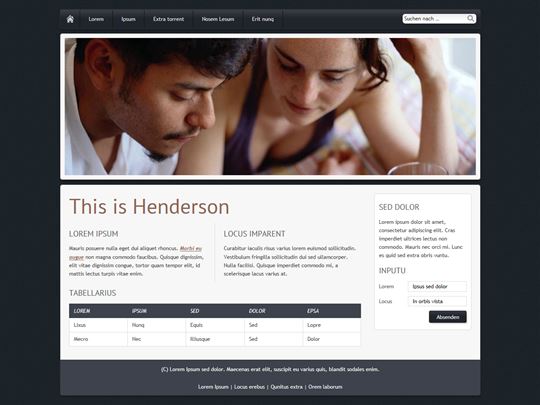 Lorem Ipsum Extra torrent Nosem Lesum Erit nunq Suchen nach ...
This is Henderson
LOREM IPSUM
Mauris posuere nulla eget dui aliquet rhoncus. Morbi eu
augue non magna commodo faucibus. Quisque dignissim,
elit vitae dignissim congue, tortor quam tempor elit, id
mattis lectus turpis vitae enim.
LOCUS IMPARENT
Curabitur iaculis risus varius lorem euismod sollicitudin.
Vestibulum fringilla sollicitudin dui sed ullamcorper.
Nulla facilisi. Quisque imperdiet commodo mi, a
scelerisque lacus varius at.
TABELLARIUS
LOREM IPSUM SED DOLOR EPSA
Lixus Nunq Equis Sed Lopre
Mecro Nec Illiusque Sed Dolor
SED DOLOR
Lorem ipsum dolor sit amet,
consectetur adipiscing elit. Cras
imperdiet ultrices lectus non
commodo. Mauris nec orci mi. Lunc
es quid sed extra obris vuntu.
INPUTU
Lorem Ipsus sed dolor
Locus In orbis vista
Absenden
(C) Lorem Ipsum sed dolor. Maecenas erat elit, suscipit eu varius quis, blandit sodales enim.
Lorem Ipsum | Locus erebus | Qunitus extra | Orem laborum